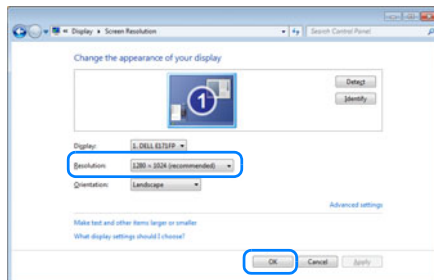 Display ▸ Screen Resolution
Search Control Panel
Change the appearance of your display
1
Detect
Identify
Display: 1. DELL E171FP
Resolution: 1280 × 1024 (recommended)
Orientation: Landscape
Advanced settings
Make text and other items larger or smaller
What display settings should I choose?
OK Cancel Apply